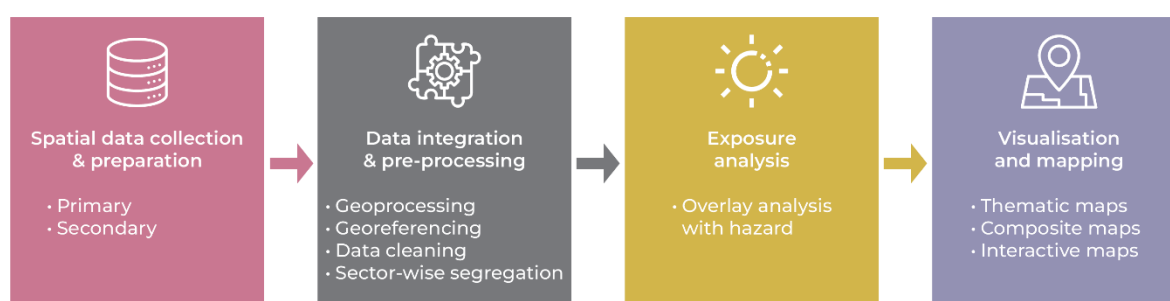 Spatial data collection
& preparation
• Primary
• Secondary
Data integration
& pre-processing
• Geoprocessing
• Georeferencing
• Data cleaning
• Sector-wise segregation
Exposure
analysis
• Overlay analysis
with hazard
Visualisation
and mapping
• Thematic maps
• Composite maps
• Interactive maps